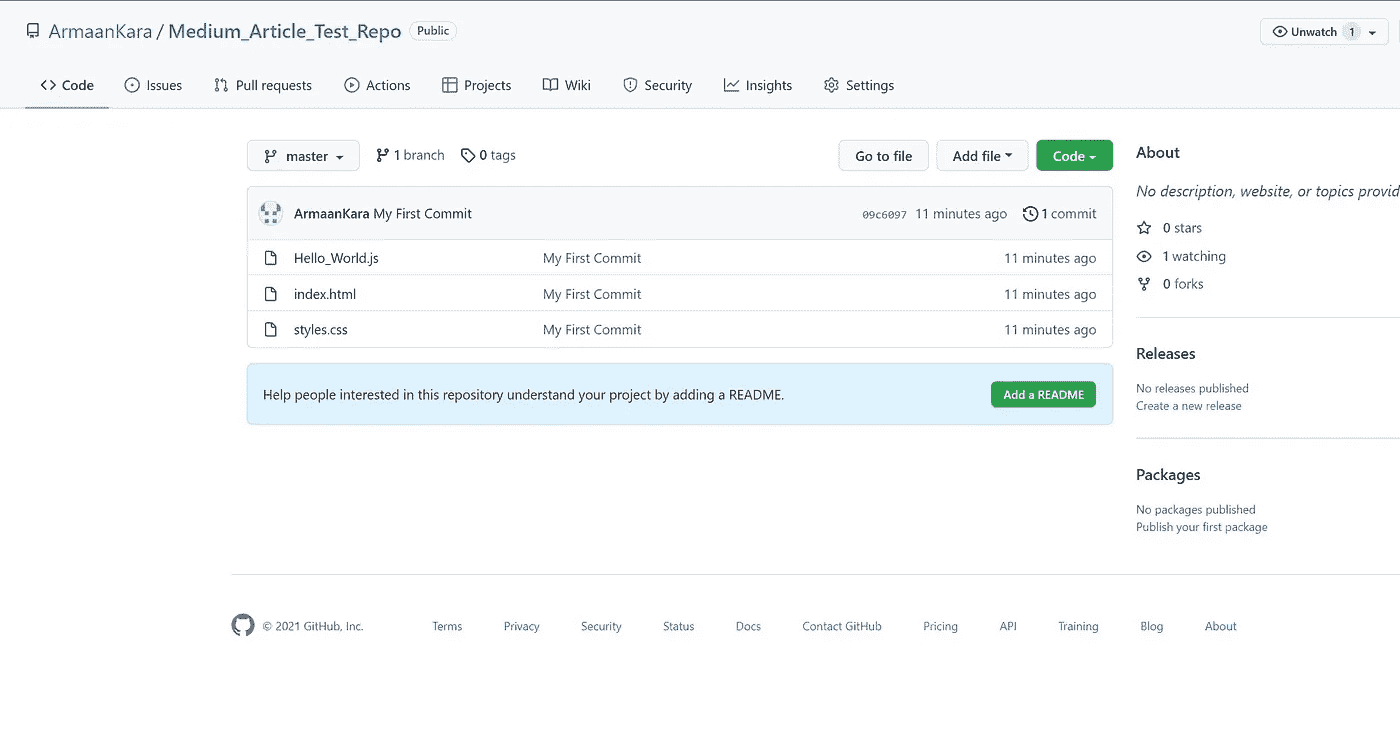 ArmaanKara / Medium_Article_Test_Repo Public Unwatch 1
Code Issues Pull requests Actions Projects Wiki Security Insights Settings
master 1 branch 0 tags Go to file Add file Code
ArmaanKara My First Commit 09c6097 11 minutes ago 1 commit
Hello_World.js My First Commit 11 minutes ago
index.html My First Commit 11 minutes ago
styles.css My First Commit 11 minutes ago
Help people interested in this repository understand your project by adding a README. Add a README
About
No description, website, or topics provid
0 stars
1 watching
0 forks
Releases
No releases published
Create a new release
Packages
No packages published
Publish your first package
© 2021 GitHub, Inc. Terms Privacy Security Status Docs Contact GitHub Pricing API Training Blog About